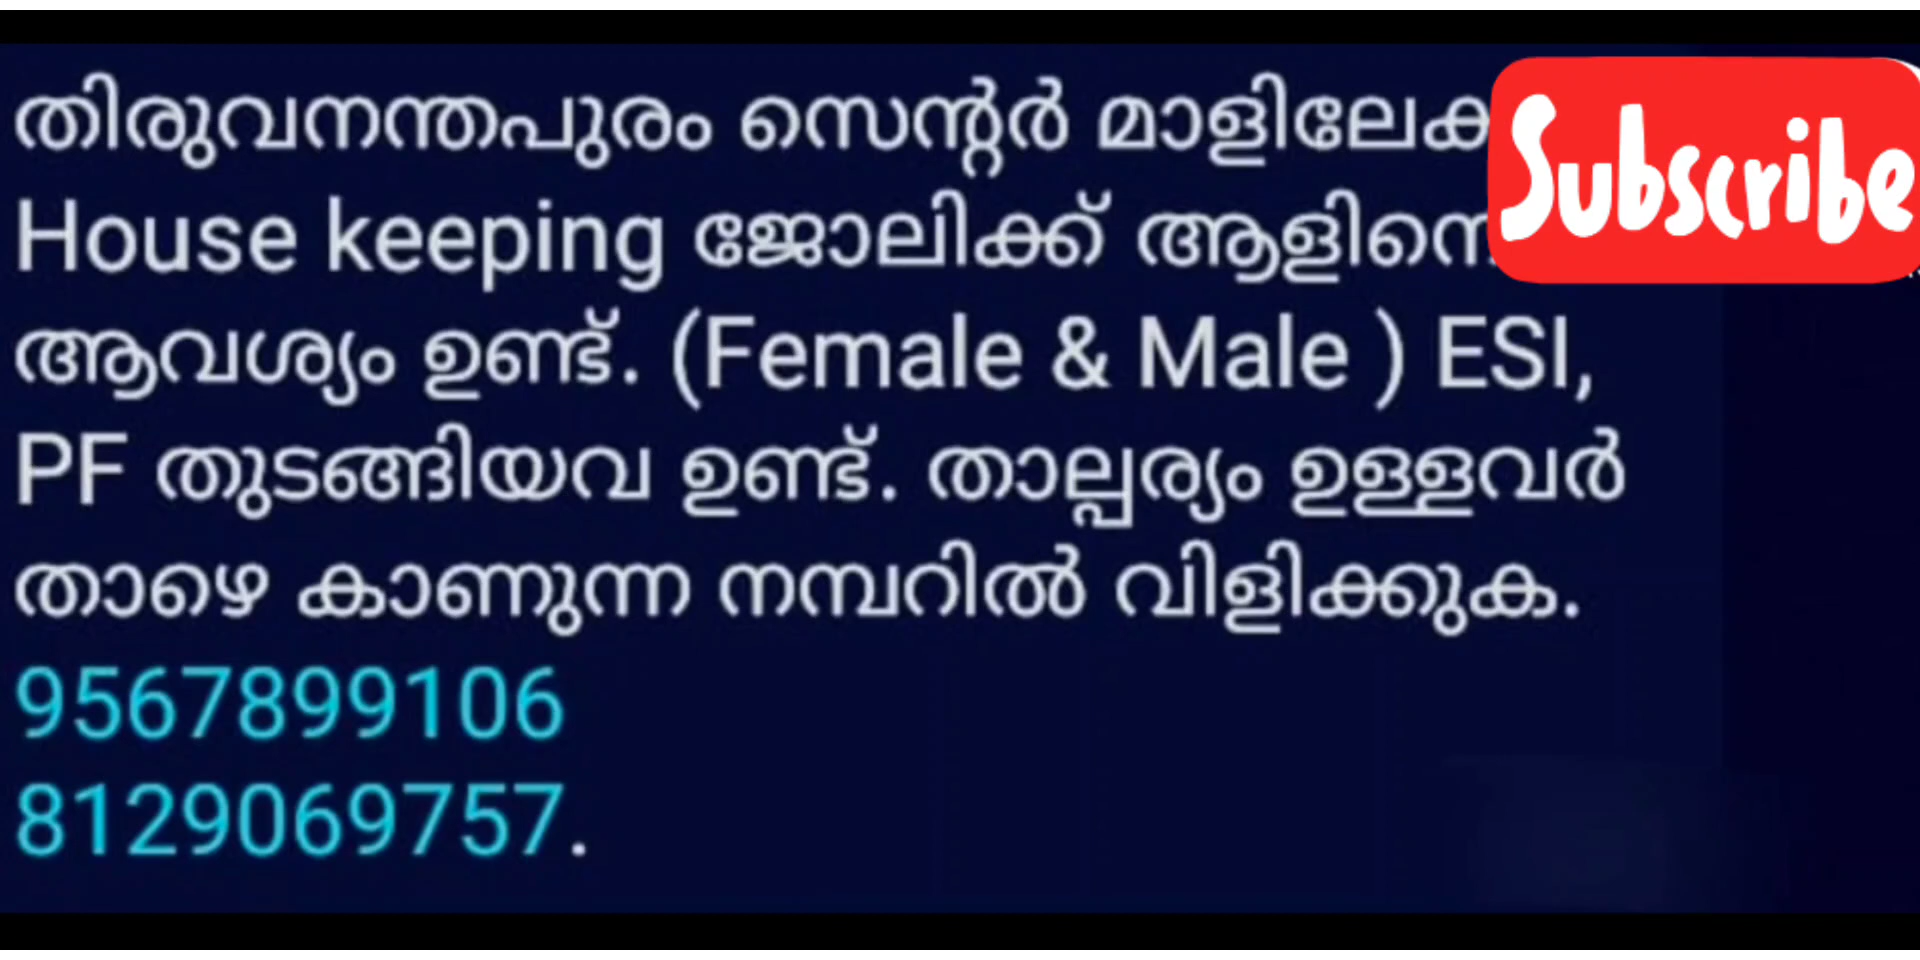 തിരുവനന്തപുരം സെന്റർ
House keeping ജോലിക്ക്
Subscribe
ആവശ്യം ഉണ്ട്. (Female & Male ) ESI,
PF തുടങ്ങിയവ ഉണ്ട്. താല്പര്യം ഉള്ളവർ
താഴെ കാണുന്ന നമ്പറിൽ വിളിക്കുക.
9567899106
8129069757.